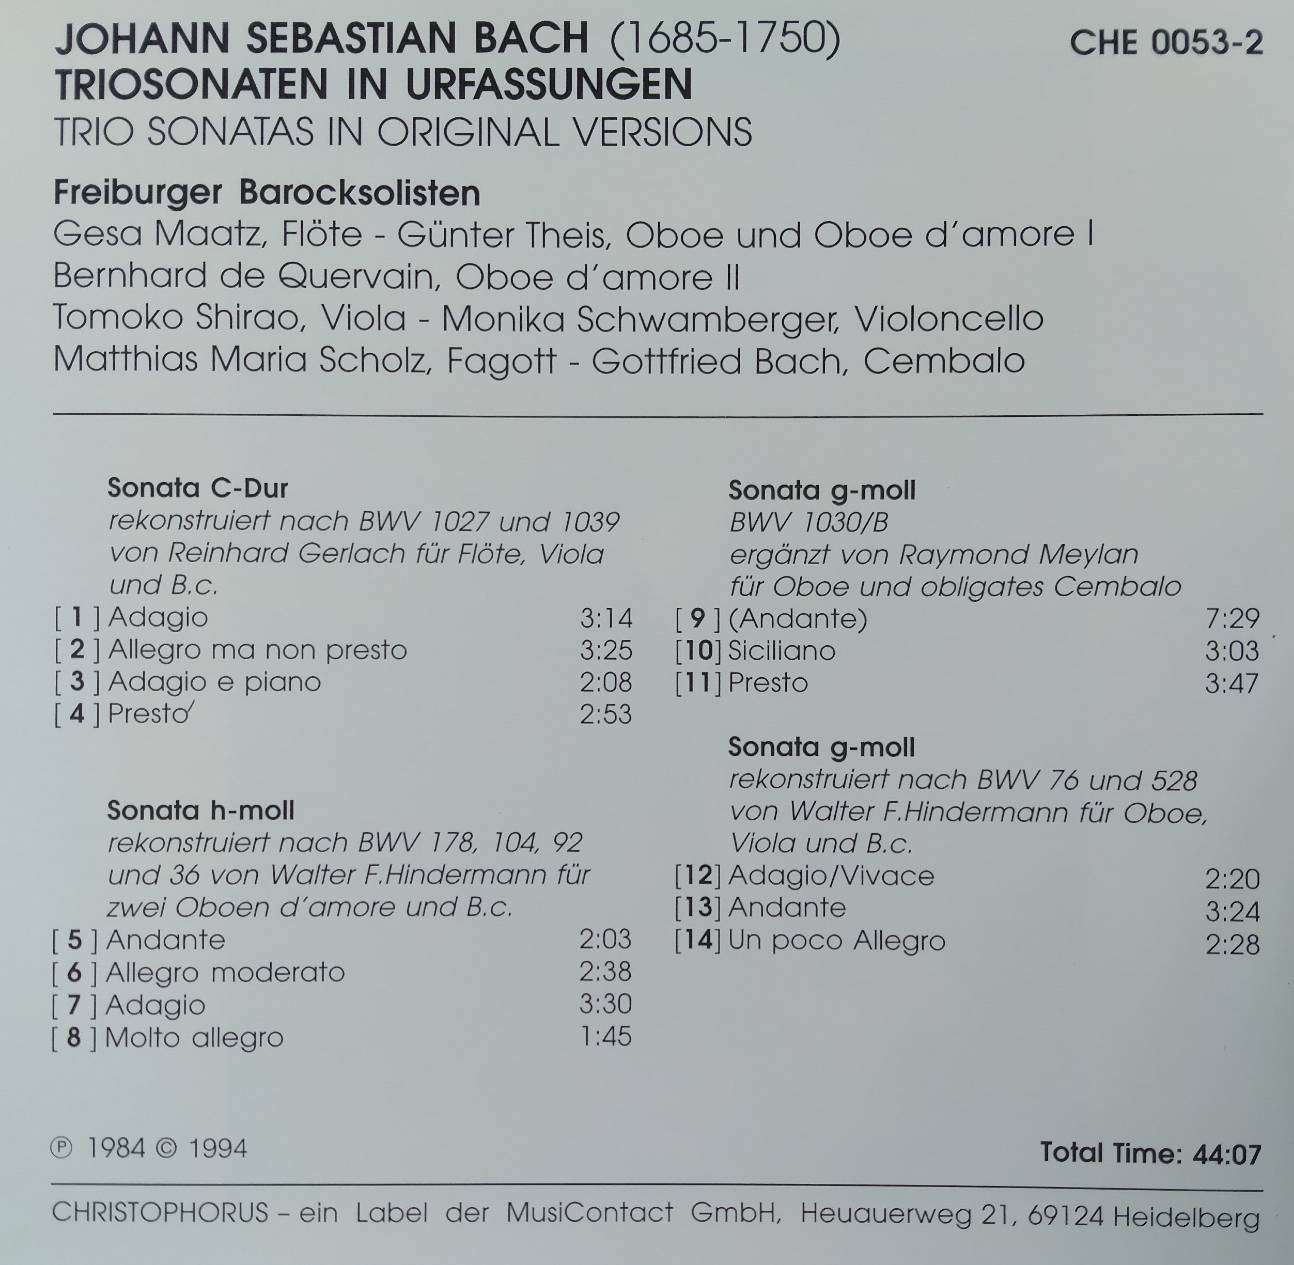 JOHANN SEBASTIAN BACH (1685-1750)
CHE 0053-2
TRIOSONATEN IN URFASSUNGEN
TRIO SONATAS IN ORIGINAL VERSIONS
Freiburger Barocksolisten
Gesa Maatz, Flöte - Günter Theis, Oboe und Oboe d'amore I
Bernhard de Quervain, Oboe d'amore II
Tomoko Shirao, Viola - Monika Schwamberger, Violoncello
Matthias Maria Scholz, Fagott - Gottfried Bach, Cembalo
Sonata C-Dur
rekonstruiert nach BWV 1027 und 1039
von Reinhard Gerlach für Flöte, Viola
und B.c.
[ 1 ] Adagio 3:14
[ 2 ] Allegro ma non presto 3:25
[ 3 ] Adagio e piano 2:08
[ 4 ] Presto 2:53
Sonata h-moll
rekonstruiert nach BWV 178, 104, 92
und 36 von Walter F.Hindermann für
zwei Oboen d'amore und B.c.
[ 5 ] Andante 2:03
[ 6 ] Allegro moderato 2:38
[ 7 ] Adagio 3:30
[ 8 ] Molto allegro 1:45
Sonata g-moll
BWV 1030/B
ergänzt von Raymond Meylan
für Oboe und obligates Cembalo
[ 9 ] (Andante) 7:29
[10] Siciliano 3:03
[11] Presto 3:47
Sonata g-moll
rekonstruiert nach BWV 76 und 528
von Walter F.Hindermann für Oboe,
Viola und B.c.
[12] Adagio/Vivace 2:20
[13] Andante 3:24
[14] Un poco Allegro 2:28
℗ 1984 © 1994
Total Time: 44:07
CHRISTOPHORUS – ein Label der MusiContact GmbH, Heuauerweg 21, 69124 Heidelberg